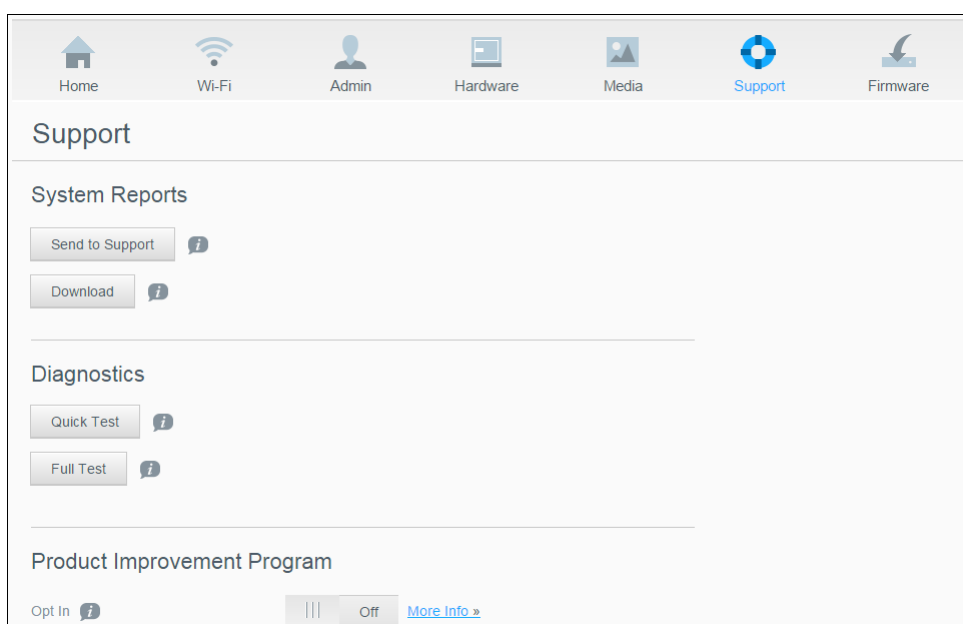 Home Wi-Fi Admin Hardware Media Support Firmware
Support
System Reports
Send to Support
Download
Diagnostics
Quick Test
Full Test
Product Improvement Program
Opt In Off More Info »